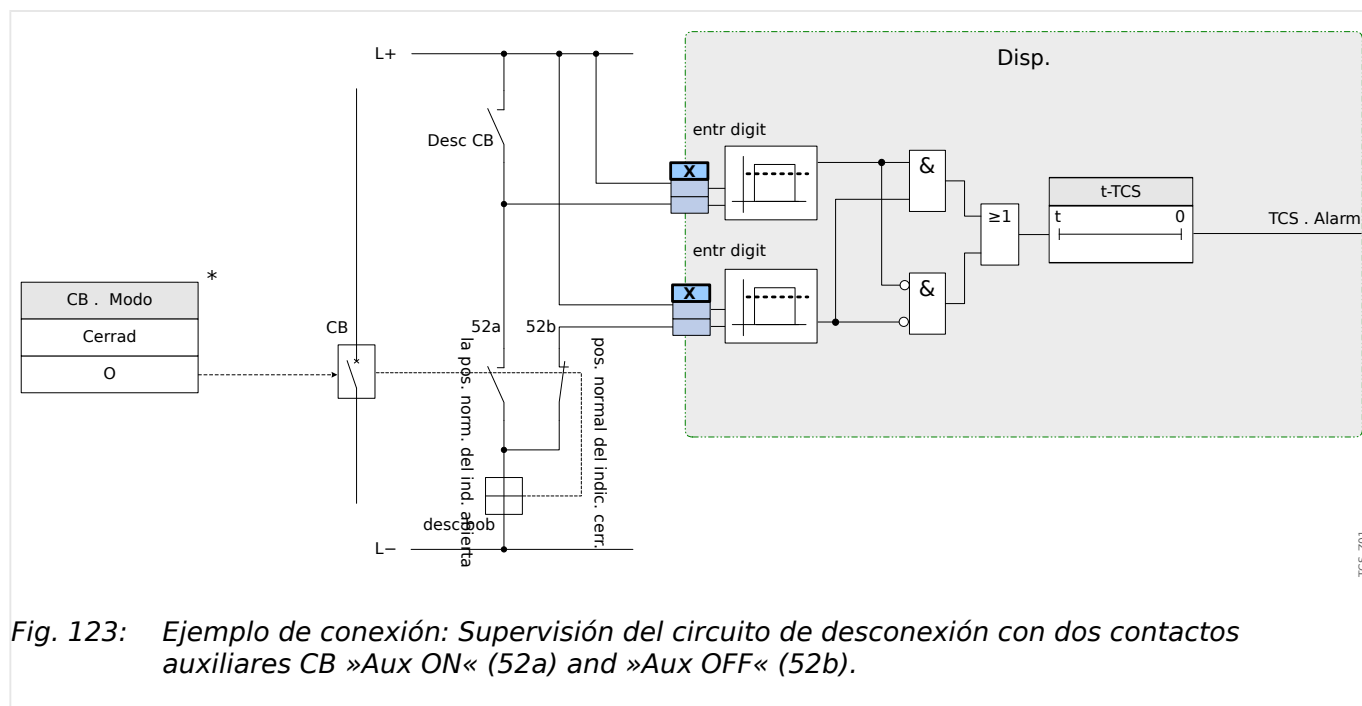 L+
Disp.
entr digit
Desc CB
X
&
t-TCS
t
0
≥1
TCS . Alarm
entr digit
*
CB . Modo
Cerrad
O
CB
52a
52b
X
&
la pos. norm. del ind. abierta
pos. normal del indic. cerr.
desc bob
L−
Fig. 123: Ejemplo de conexión: Supervisión del circuito de desconexión con dos contactos
auxiliares CB »Aux ON« (52a) and »Aux OFF« (52b).